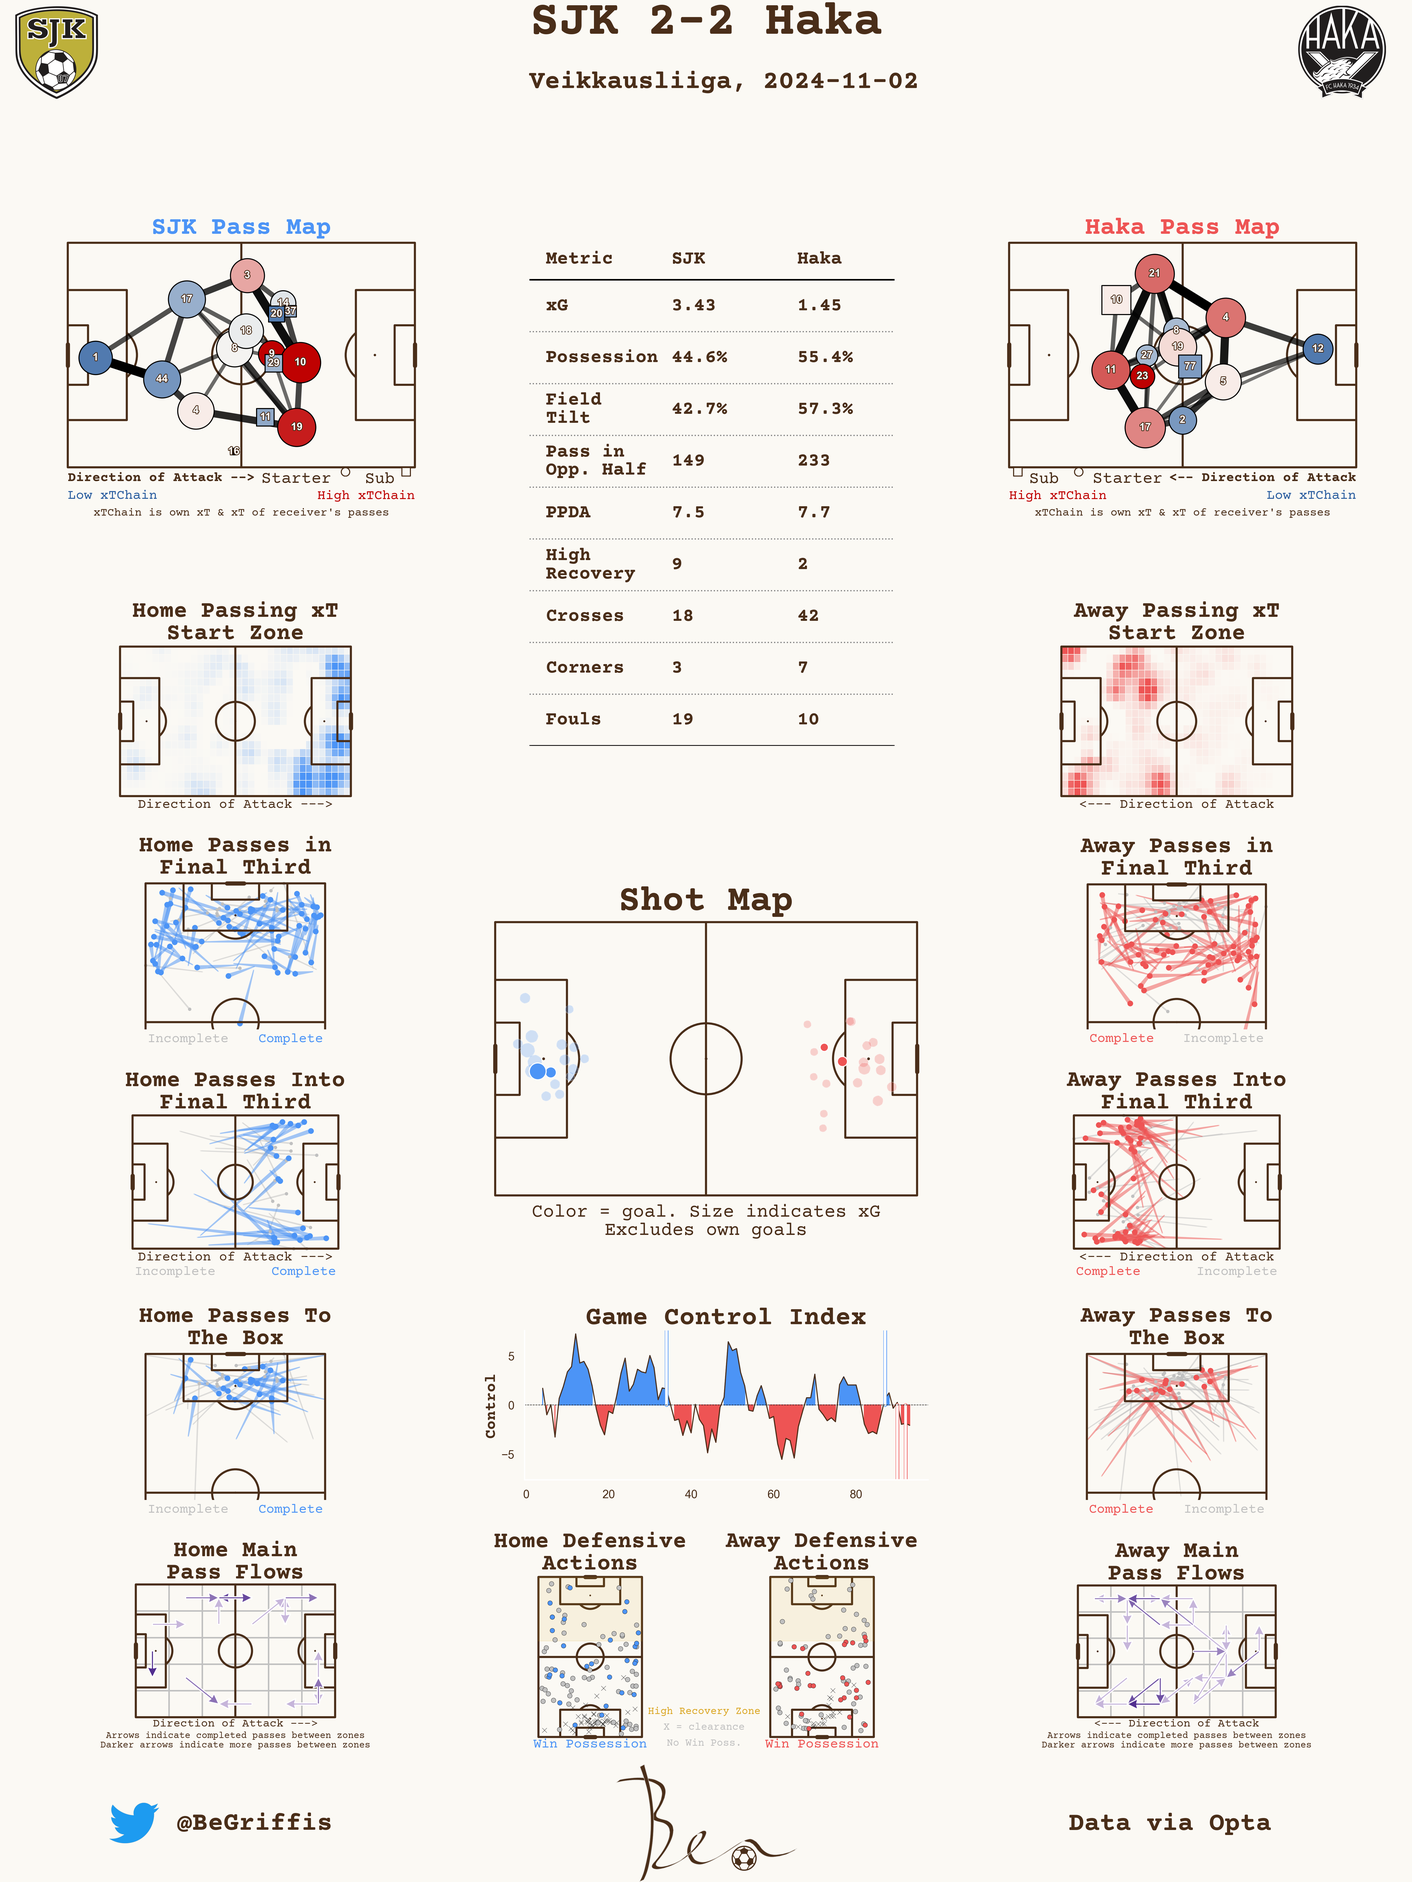 SJK 2-2 Haka
Veikkausliiga, 2024-11-02
SJK
HAKA
FC HAKA 1934
SJK Pass Map
3
17
14
37
20
18
8
9
10
29
1
44
4
11
19
16
Direction of Attack --> Starter Sub
Low xTChain High xTChain
xTChain is own xT & xT of receiver's passes
Metric SJK Haka
xG 3.43 1.45
Possession 44.6% 55.4%
Field
Tilt 42.7% 57.3%
Pass in
Opp. Half 149 233
PPDA 7.5 7.7
High
Recovery 9 2
Crosses 18 42
Corners 3 7
Fouls 19 10
Haka Pass Map
21
10
4
8
19
12
27
11
23
77
5
17
2
Sub Starter <-- Direction of Attack
High xTChain Low xTChain
xTChain is own xT & xT of receiver's passes
Home Passing xT
Start Zone
Direction of Attack --->
Away Passing xT
Start Zone
<--- Direction of Attack
Home Passes in
Final Third
Incomplete Complete
Away Passes in
Final Third
Complete Incomplete
Shot Map
Color = goal. Size indicates xG
Excludes own goals
Home Passes Into
Final Third
Direction of Attack --->
Incomplete Complete
Away Passes Into
Final Third
<--- Direction of Attack
Complete Incomplete
Home Passes To
The Box
Incomplete Complete
Game Control Index
Control
5
0
−5
0 20 40 60 80
Away Passes To
The Box
Complete Incomplete
Home Main
Pass Flows
Direction of Attack --->
Arrows indicate completed passes between zones
Darker arrows indicate more passes between zones
Home Defensive
Actions
Win Possession
Away Defensive
Actions
Win Possession
High Recovery Zone
X = clearance
No Win Poss.
Away Main
Pass Flows
<--- Direction of Attack
Arrows indicate completed passes between zones
Darker arrows indicate more passes between zones
@BeGriffis
Ben
Data via Opta